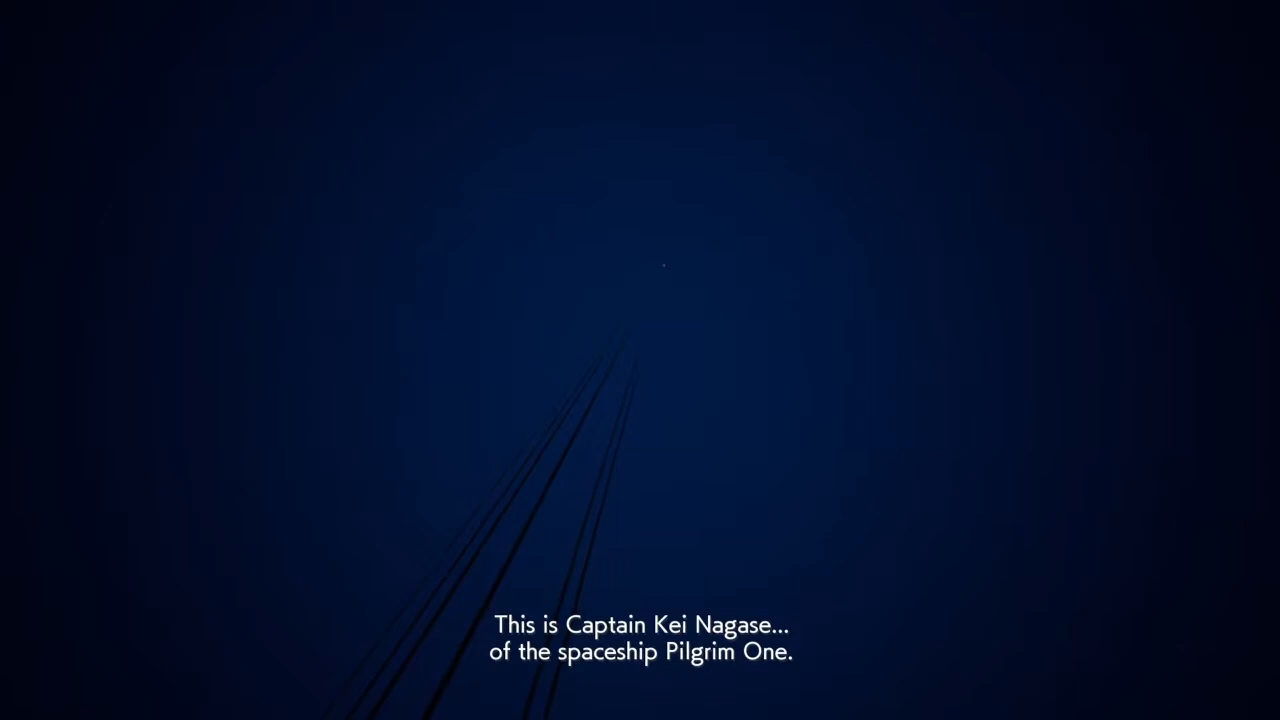 This is Captain Kei Nagase...
of the spaceship Pilgrim One.